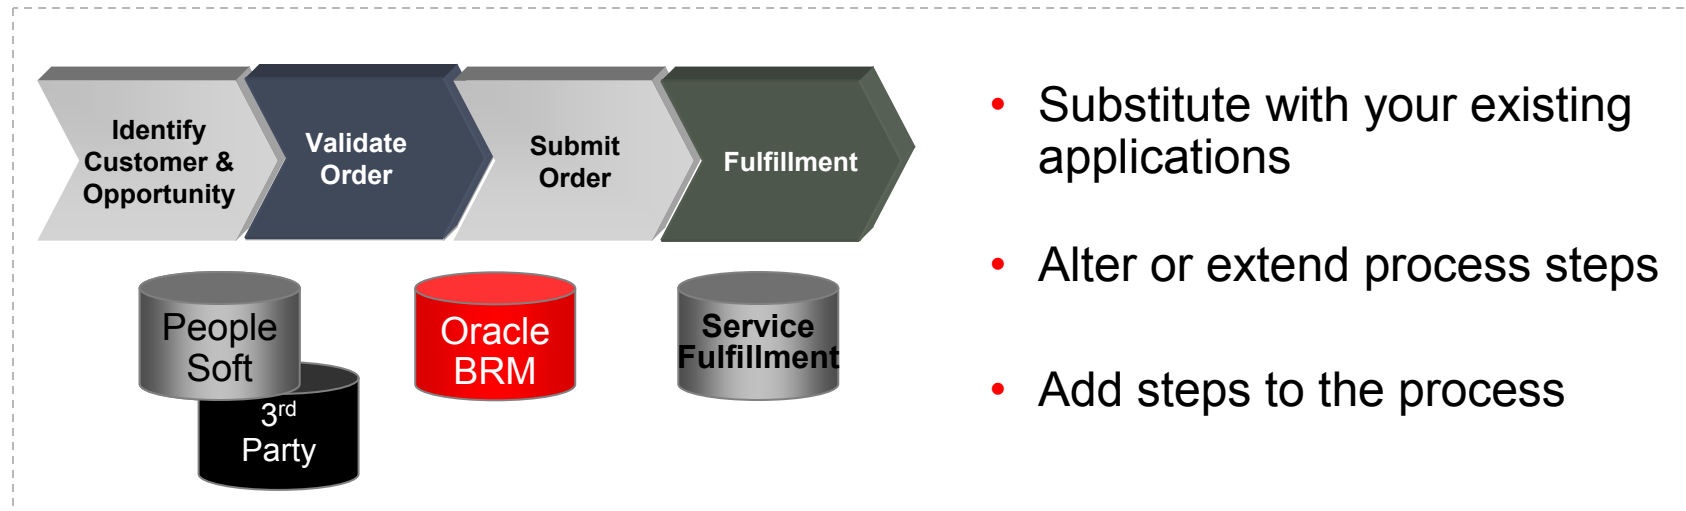 Identify
Customer &
Opportunity
Validate
Order
Submit
Order
Fulfillment
People
Soft
3rd
Party
Oracle
BRM
Service
Fulfillment
• Substitute with your existing
applications
• Alter or extend process steps
• Add steps to the process